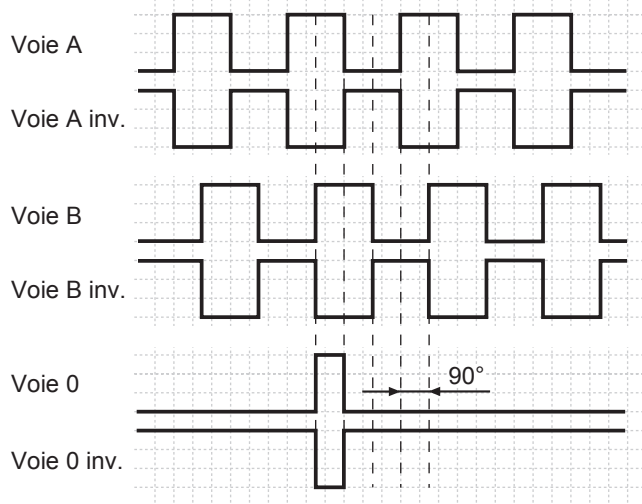 Voie A
Voie A inv.
Voie B
Voie B inv.
Voie 0
90°
Voie 0 inv.